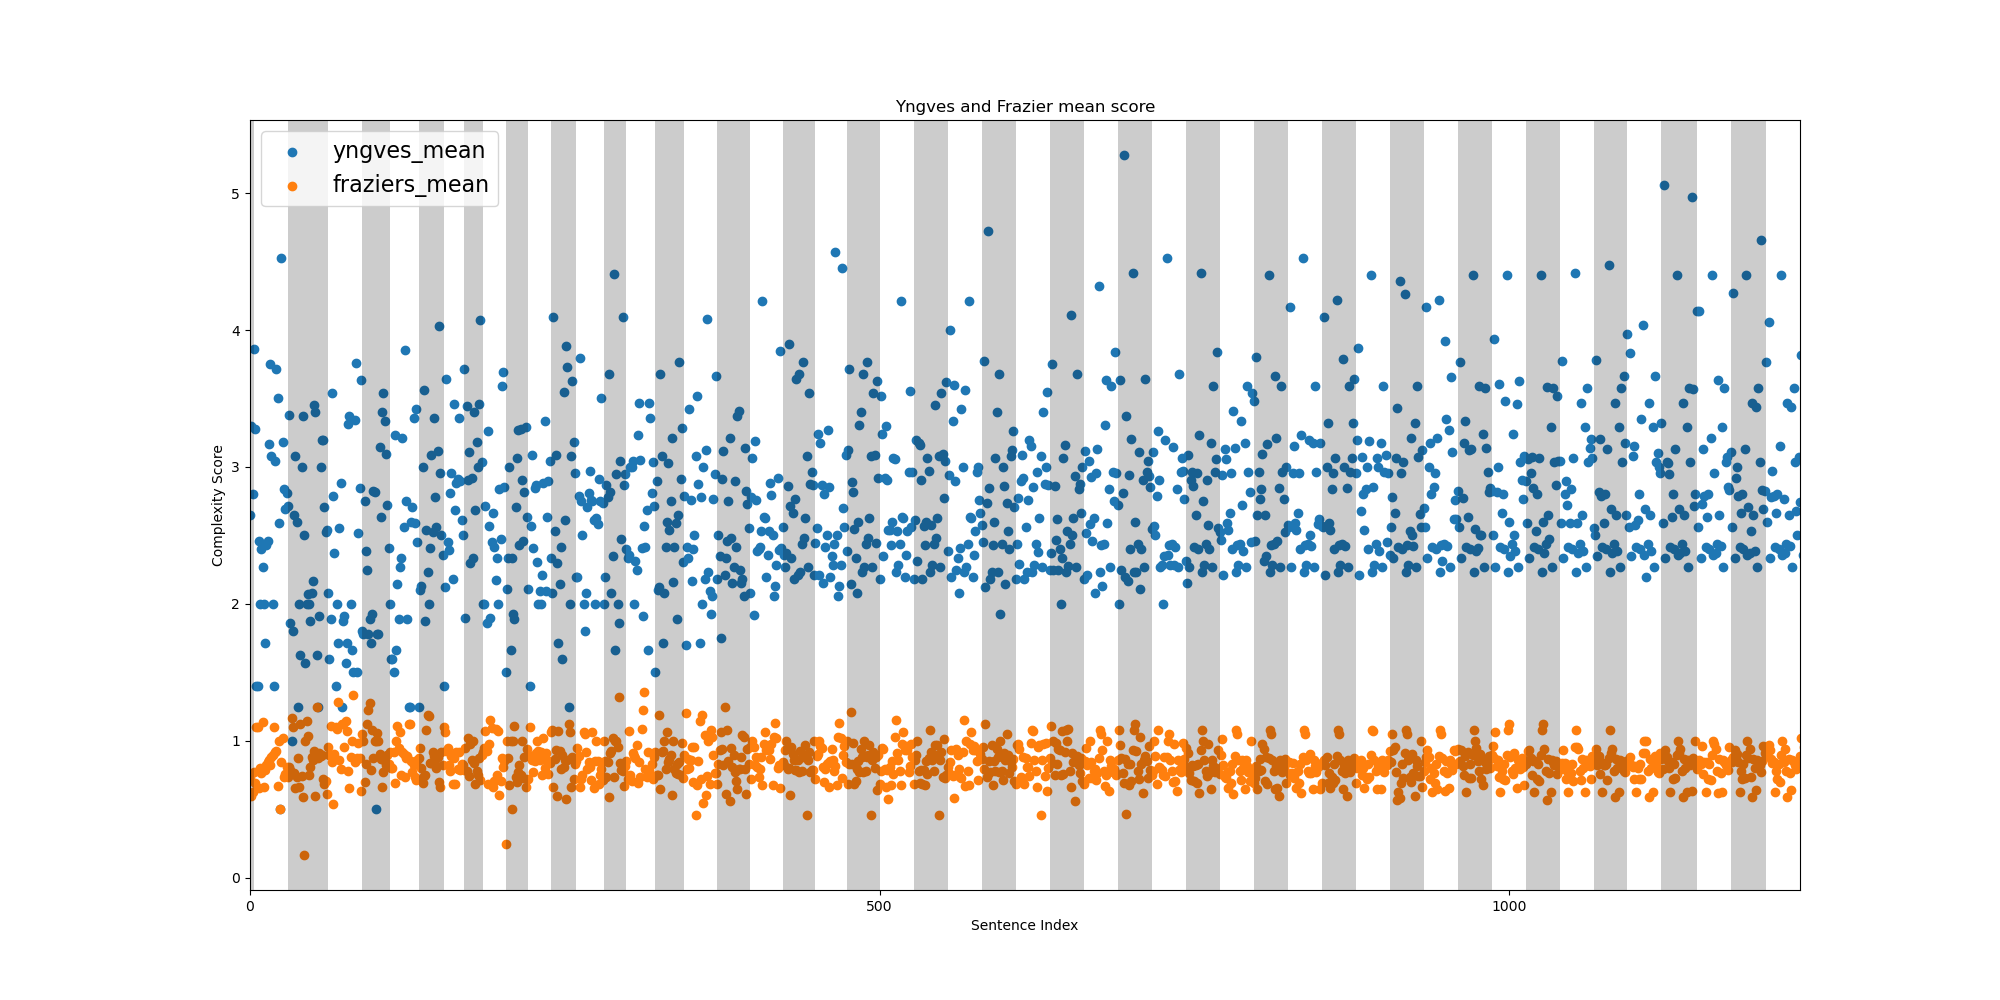 Yngves and Frazier mean score
yngves_mean
fraziers_mean
Complexity Score
5
4
3
2
1
0
0
500
1000
Sentence Index